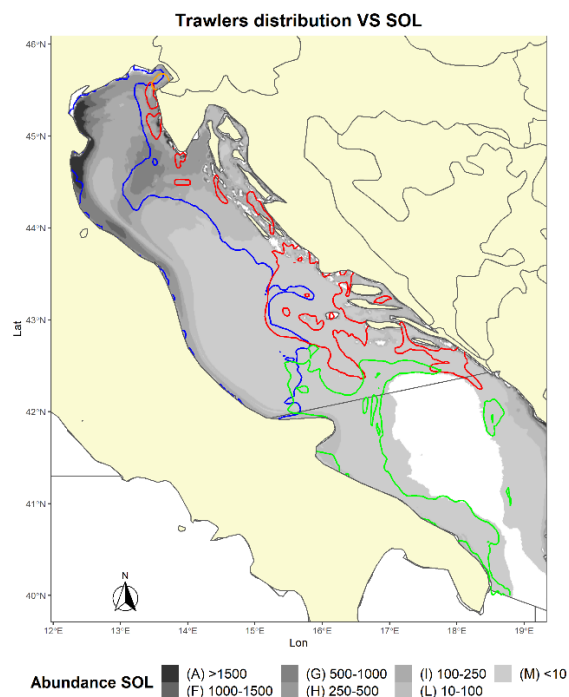 Trawlers distribution VS SOL
46°N
45°N
44°N
43°N
42°N
41°N
40°N
Lat
N
12°E 13°E 14°E 15°E 16°E 17°E 18°E 19°E
Lon
Abundance SOL
(A) >1500 (G) 500-1000 (I) 100-250 (M) <10
(F) 1000-1500 (H) 250-500 (L) 10-100